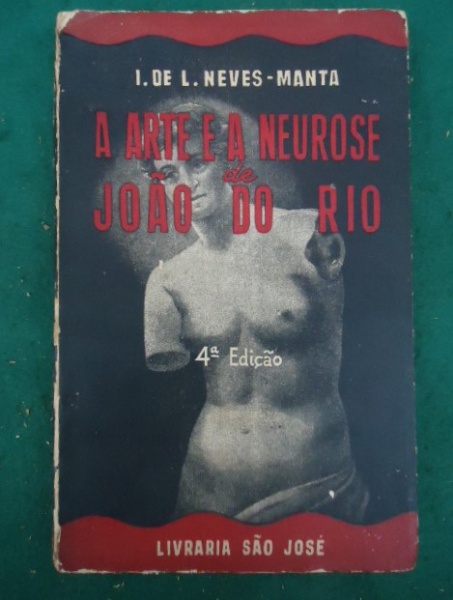 I. DE L. NEVES-MANTA
A ARTE E A NEUROSE
de
JOÃO DO RIO
4ª Edição
LIVRARIA SÃO JOSÉ